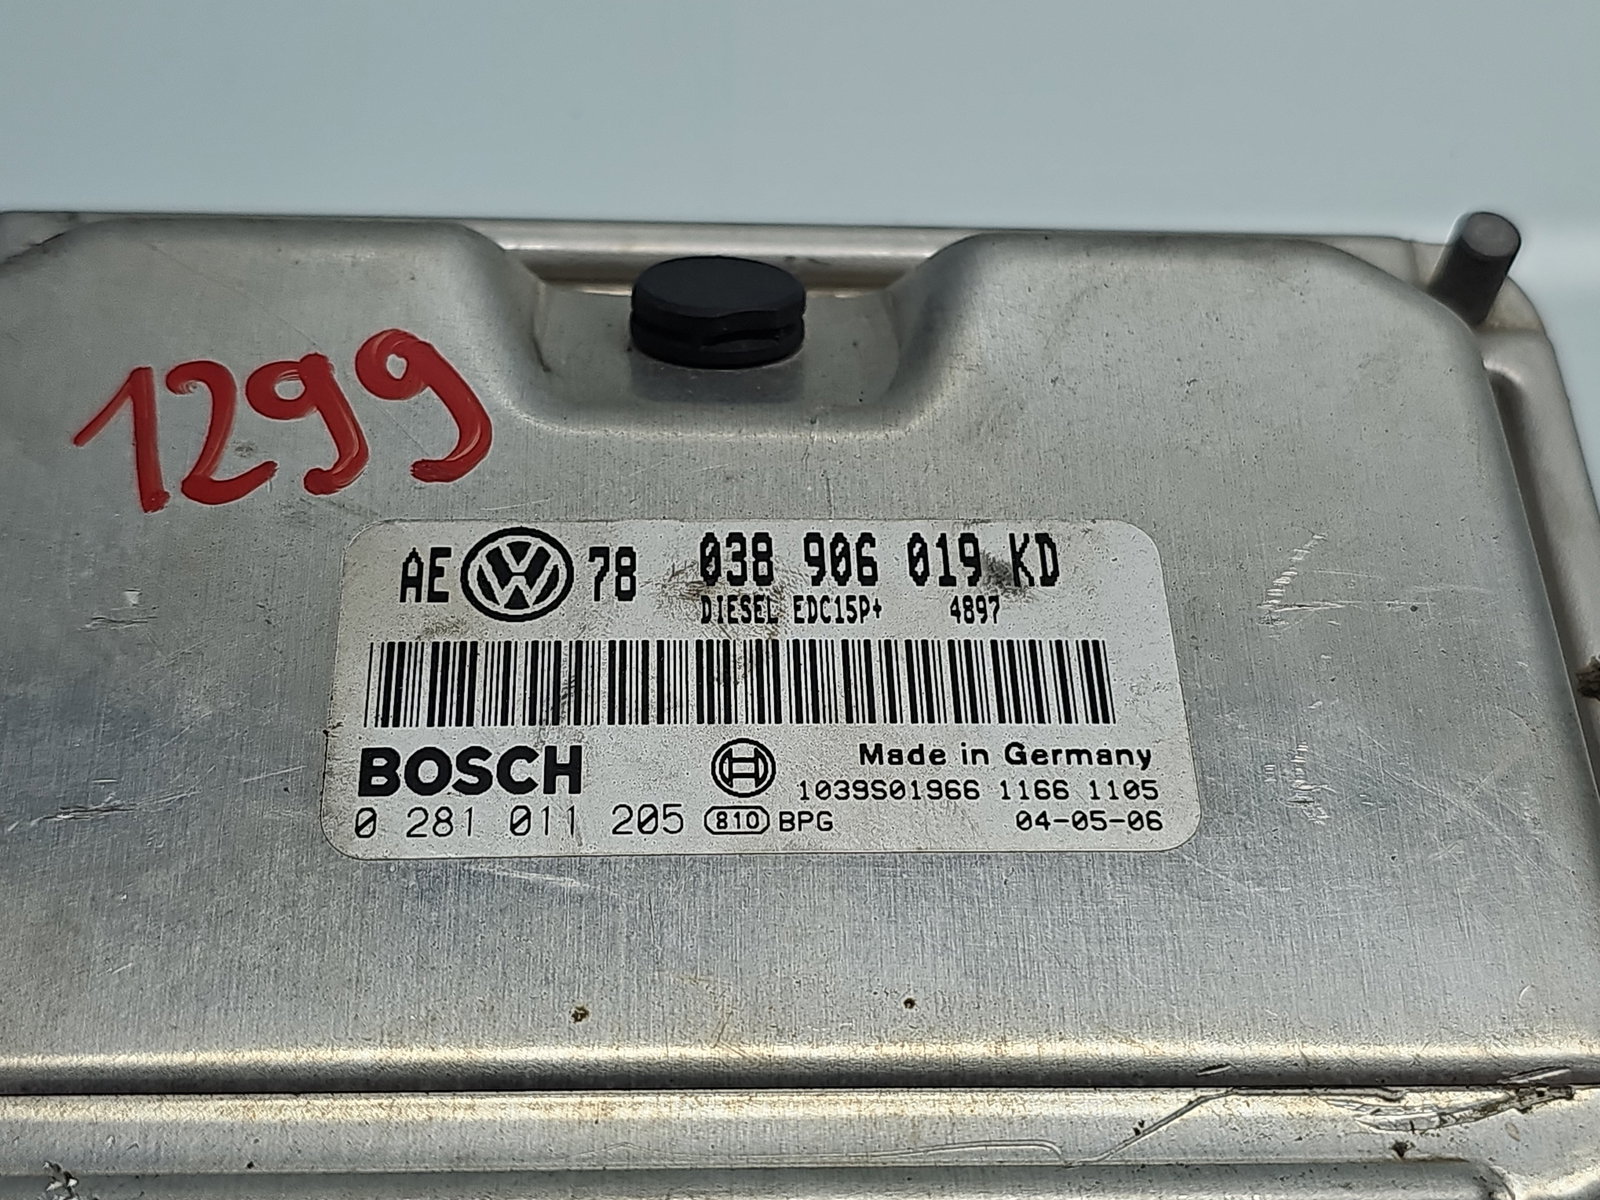 1299
AE VW 78 038 906 019 KD
DIESEL EDC15P+ 4897
BOSCH Made in Germany
1039S01966 1166 1105
0 281 011 205 810 BPG 04-05-06